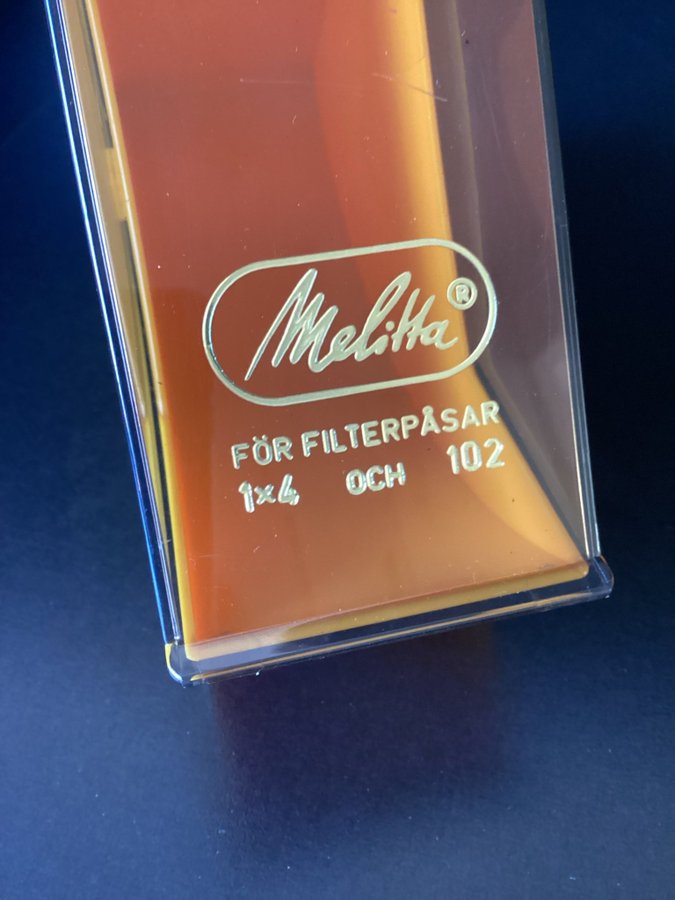 Melitta®
FÖR FILTERPÅSAR
1x4 OCH 102